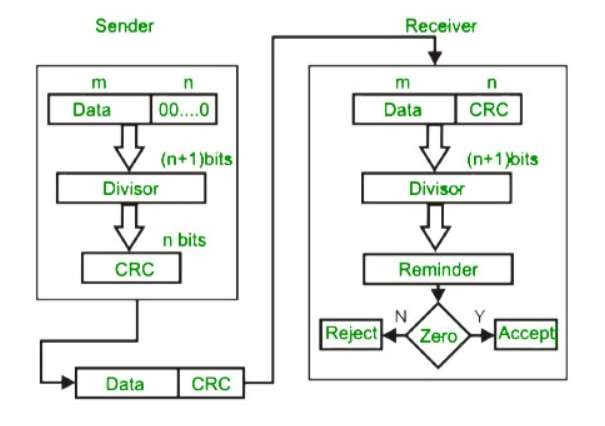 Sender
m n
Data 00....0
(n+1)bits
Divisor
n bits
CRC
Data CRC
Receiver
m n
Data CRC
(n+1)bits
Divisor
Reminder
N Y
Reject Zero Accept